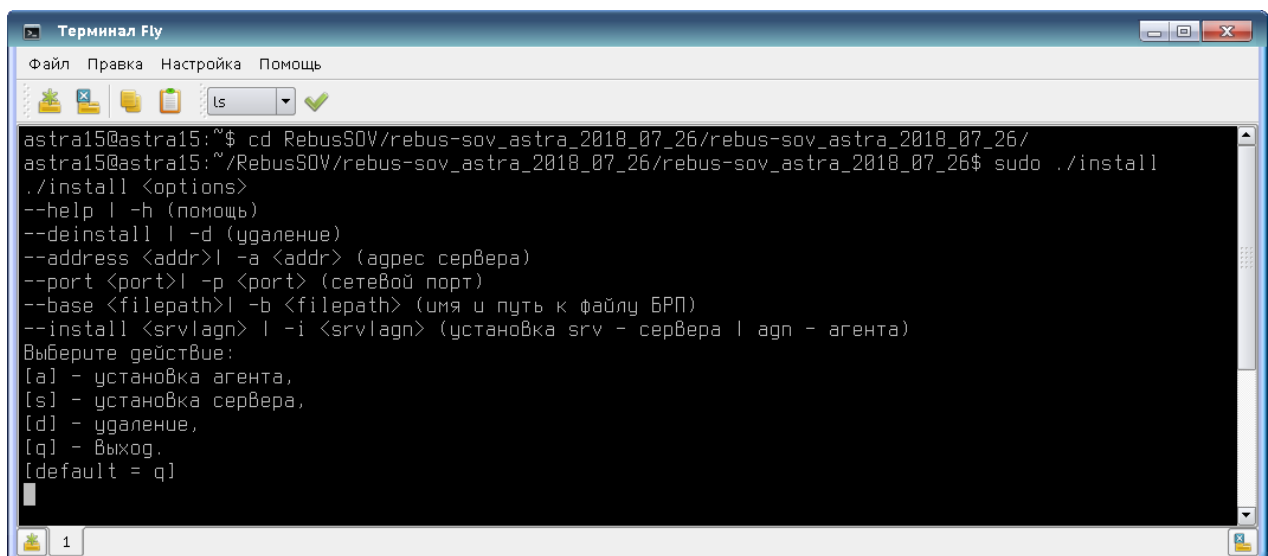 Терминал Fly
Файл Правка Настройка Помощь
ls
astra15@astra15:~$ cd RebusSOV/rebus-sov_astra_2018_07_26/rebus-sov_astra_2018_07_26/
astra15@astra15:~/RebusSOV/rebus-sov_astra_2018_07_26/rebus-sov_astra_2018_07_26$ sudo ./install
./install <options>
--help | -h (помощь)
--deinstall | -d (удаление)
--address <addr>| -a <addr> (адрес сервера)
--port <port>| -p <port> (сетевой порт)
--base <filepath>| -b <filepath> (имя и путь к файлу БРП)
--install <srv|agn> | -i <srv|agn> (установка srv - сервера | agn - агента)
Выберите действие:
[a] - установка агента,
[s] - установка сервера,
[d] - удаление,
[q] - Выход.
[default = q]
1